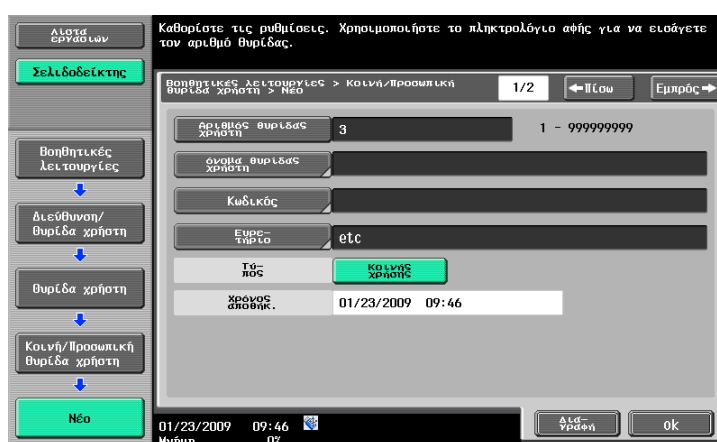 Λίστα
εργασιών
Καθορίστε τις ρυθμίσεις. Χρησιμοποιήστε το πληκτρολόγιο αφής για να εισάγετε
τον αριθμό θυρίδας.
Σελιδοδείκτης
Βοηθητικές λειτουργίες > Κοινή/Προσωπική
θυρίδα χρήστη > Νέο
1/2
Πίσω
Εμπρός
Αριθμός θυρίδας
χρήστη
3
1 - 999999999
Βοηθητικές
λειτουργίες
όνομα θυρίδας
χρήστη
Κωδικός
Διεύθυνση/
θυρίδα χρήστη
Ευρε-
τήριο
etc
Τύ-
πος
Κοινής
χρήσης
θυρίδα χρήστη
Χρόνος
αποθήκ.
01/23/2009 09:46
Κοινή/Προσωπική
θυρίδα χρήστη
Νέο
01/23/2009 09:46
Μνήμη 0%
Δια-
γραφή
ok